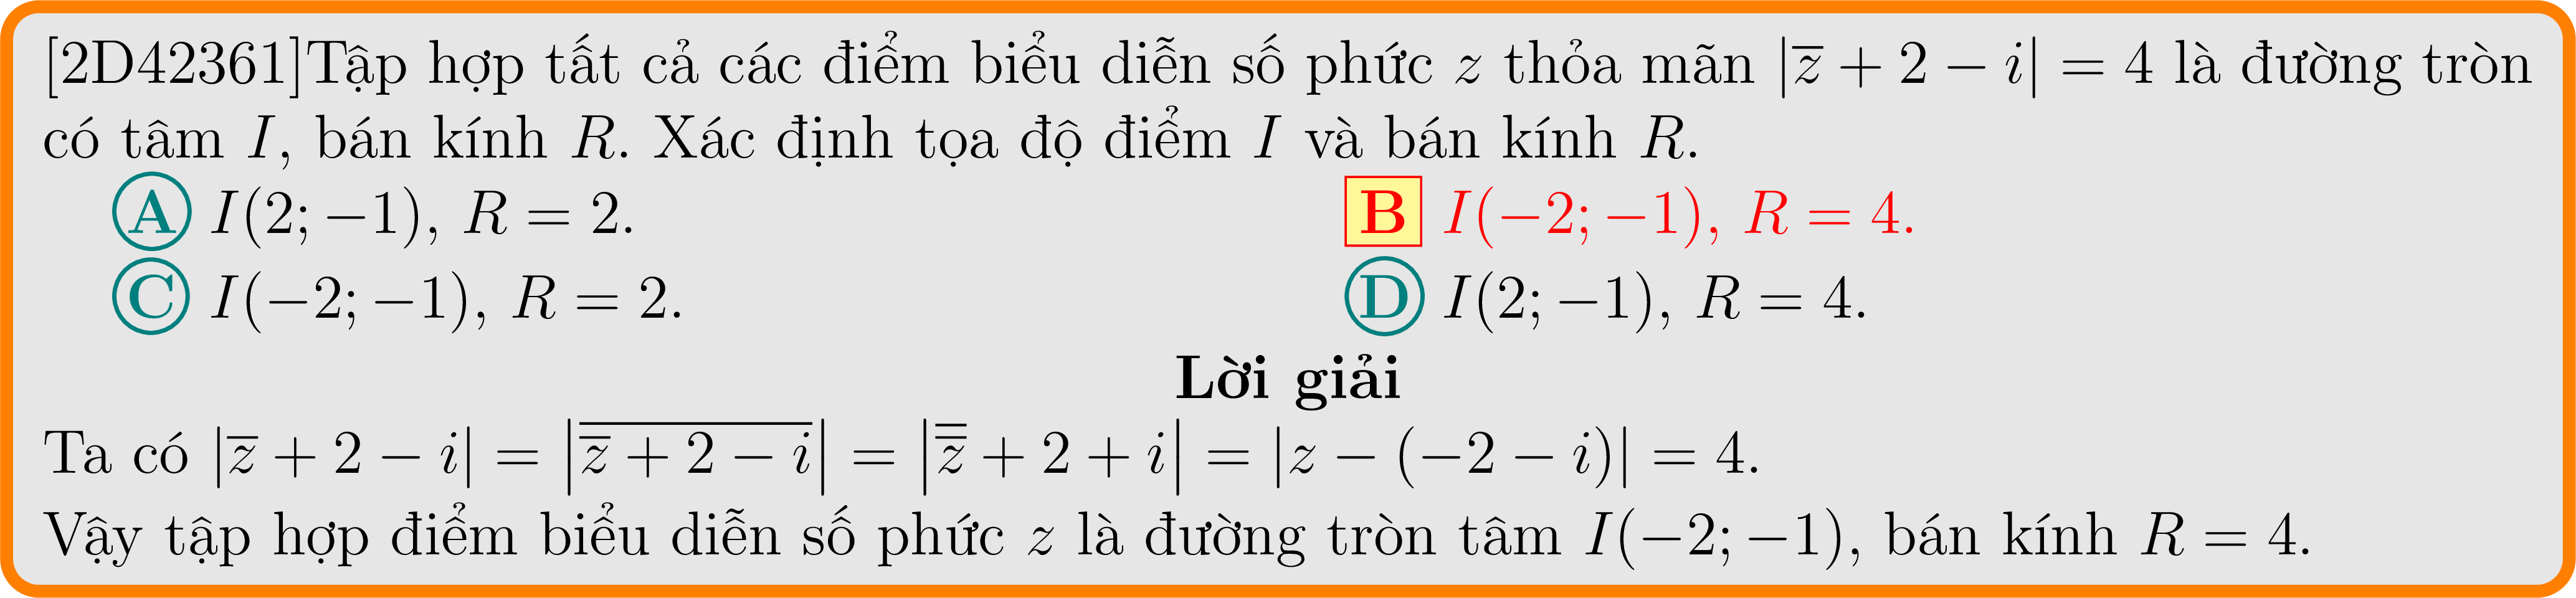 [2D42361]Tập hợp tất cả các điểm biểu diễn số phức $z$ thỏa mãn $|\overline{z} + 2 - i| = 4$ là đường tròn
có tâm $I$, bán kính $R$. Xác định tọa độ điểm $I$ và bán kính $R$.
A $I(2; -1)$, $R = 2$. B $I(-2; -1)$, $R = 4$.
C $I(-2; -1)$, $R = 2$. D $I(2; -1)$, $R = 4$.
Lời giải
Ta có $|\overline{z} + 2 - i| = \left|\overline{\overline{z} + 2 - i}\right| = \left|\overline{\overline{z}} + 2 + i\right| = |z - (-2 - i)| = 4$.
Vậy tập hợp điểm biểu diễn số phức $z$ là đường tròn tâm $I(-2; -1)$, bán kính $R = 4$.